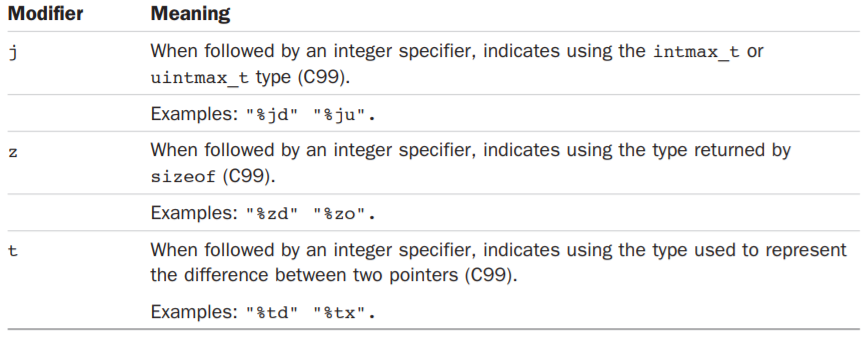 Modifier Meaning
j When followed by an integer specifier, indicates using the intmax_t or
uintmax_t type (C99).
Examples: "%jd" "%ju".
z When followed by an integer specifier, indicates using the type returned by
sizeof (C99).
Examples: "%zd" "%zo".
t When followed by an integer specifier, indicates using the type used to represent
the difference between two pointers (C99).
Examples: "%td" "%tx".